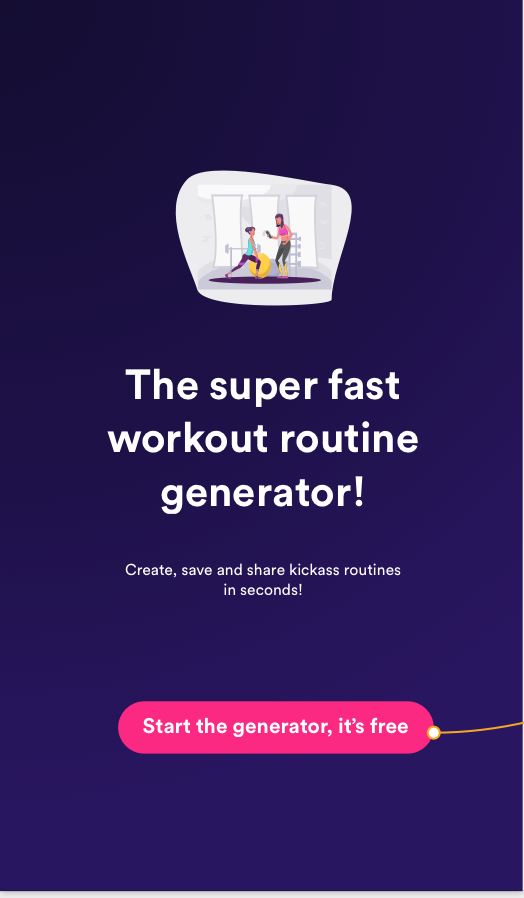 The super fast
workout routine
generator!
Create, save and share kickass routines
in seconds!
Start the generator, it’s free